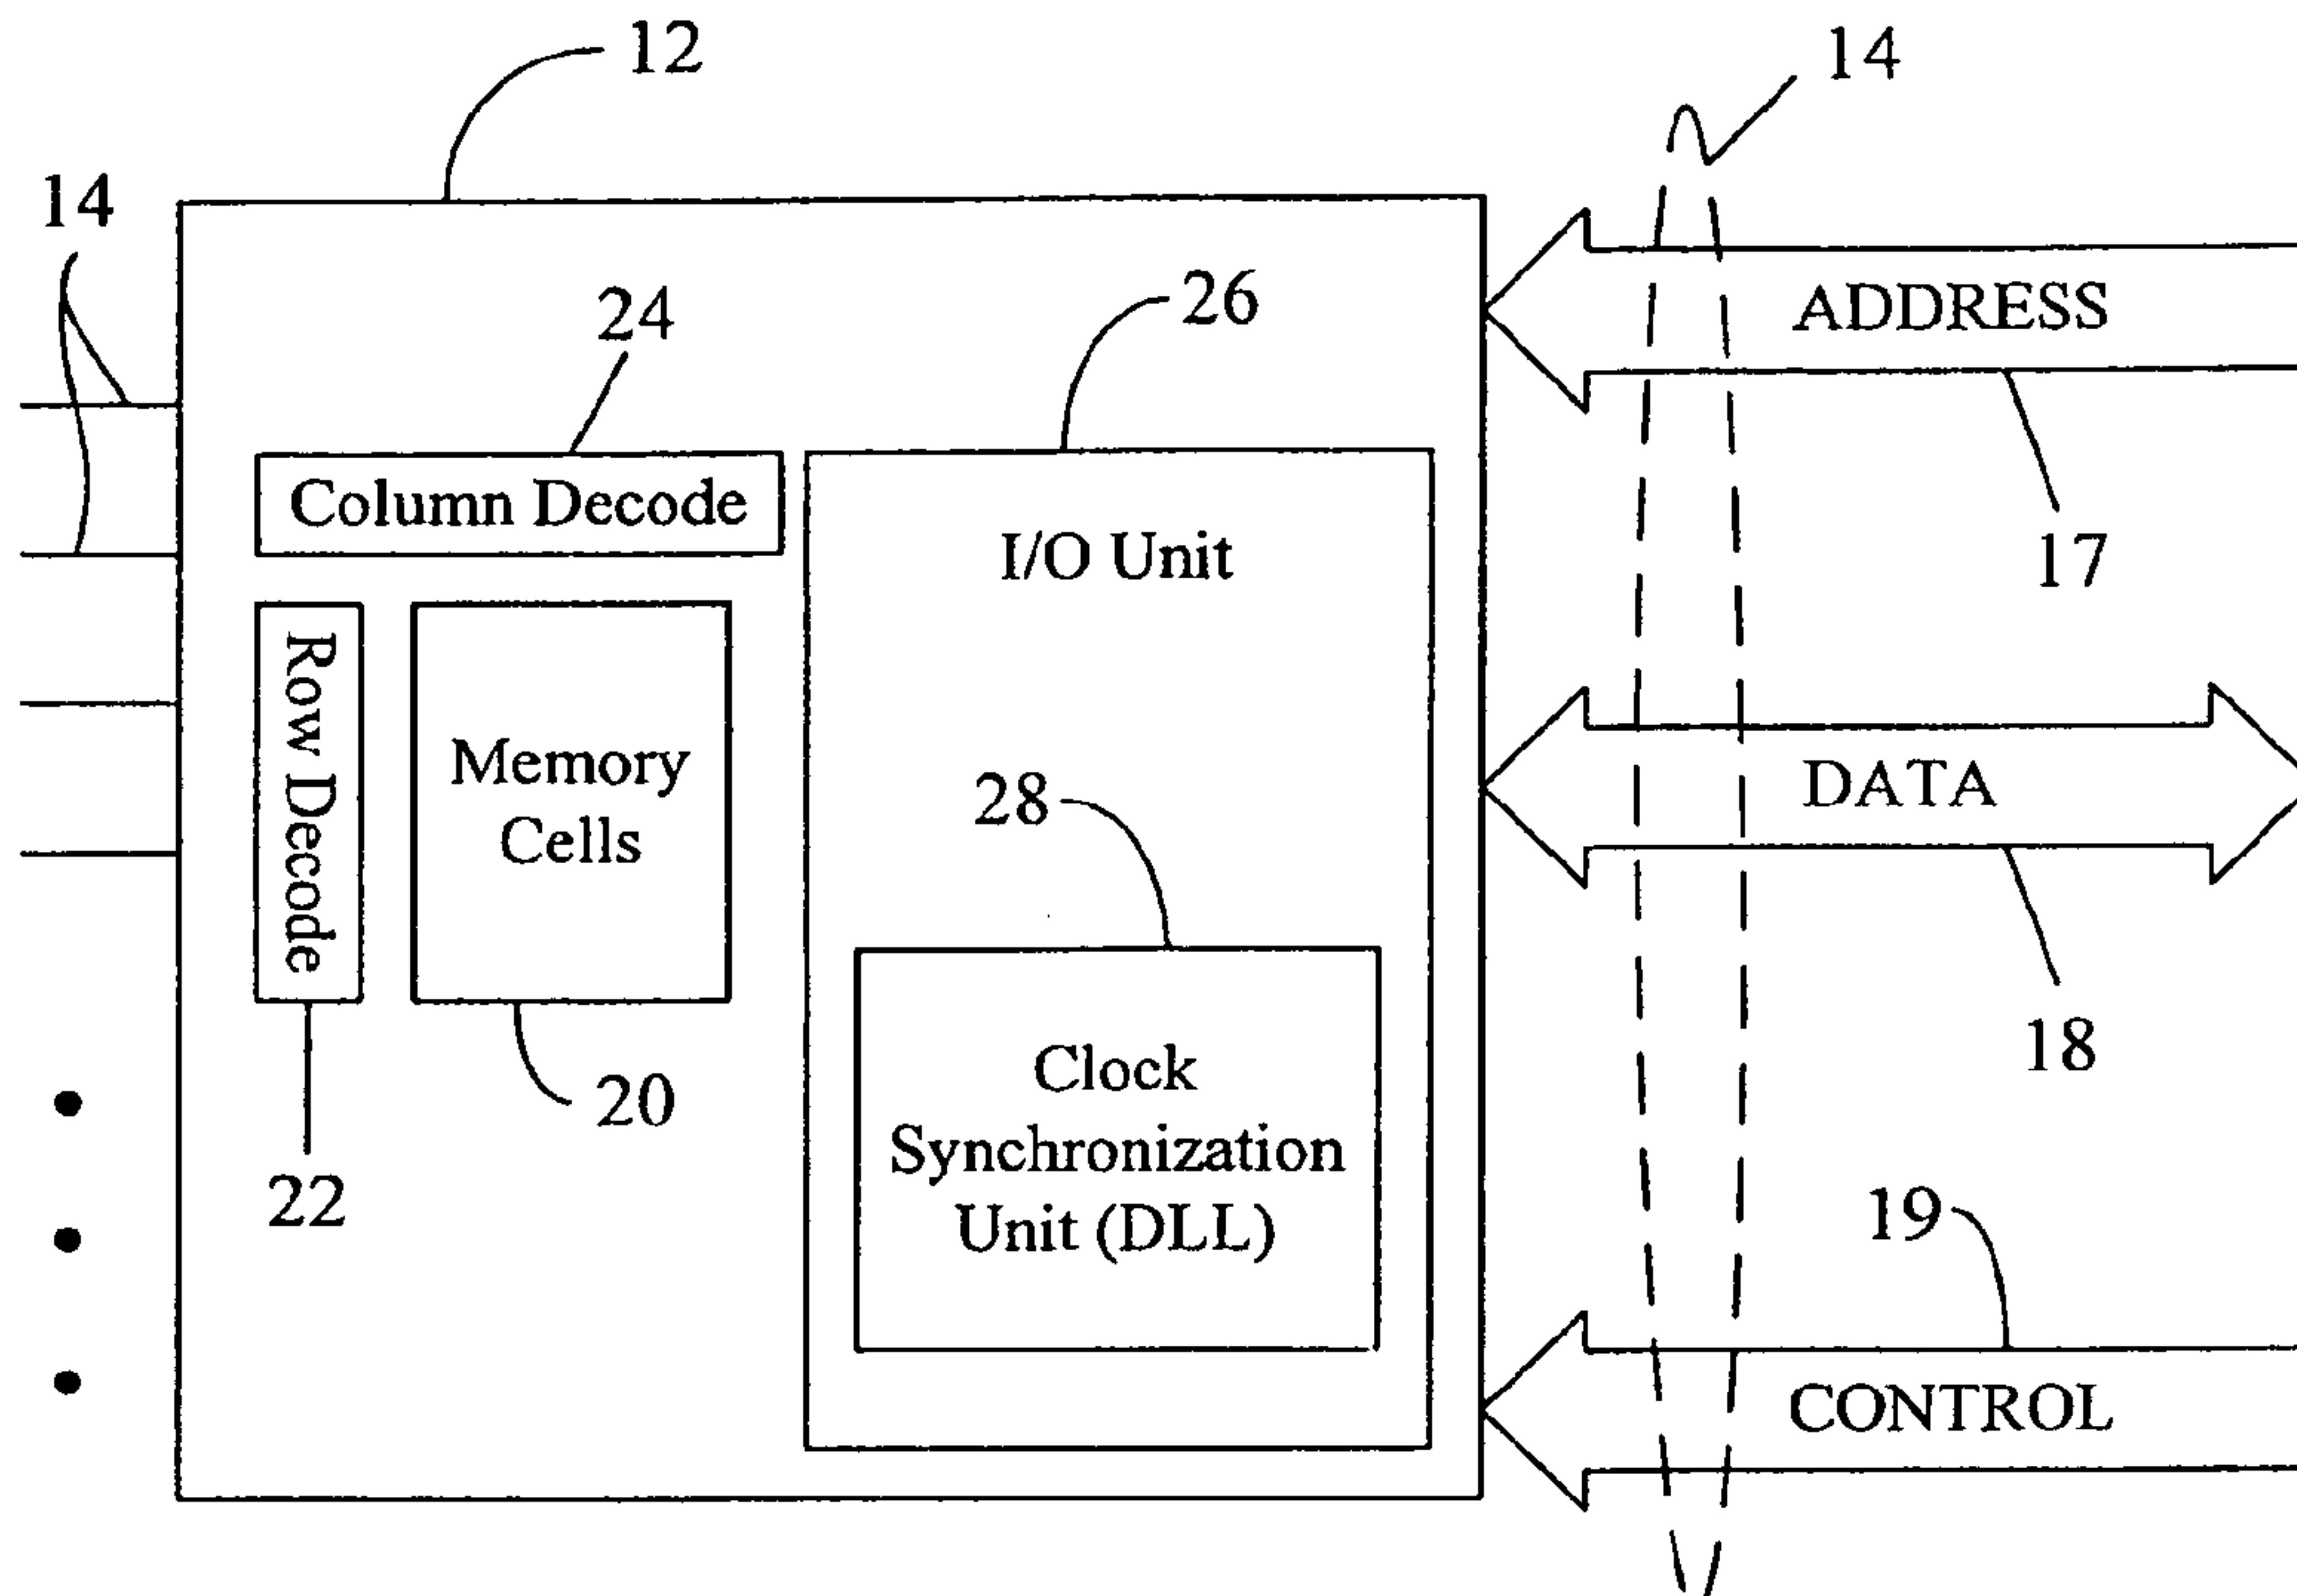 12
14
14
ADDRESS
24
26
17
Column Decode
I/O Unit
Row Decode
Memory
Cells
28
DATA
18
Clock
Synchronization
Unit (DLL)
20
22
19
CONTROL